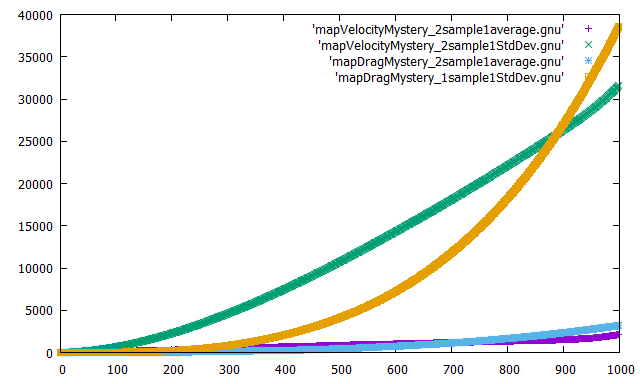 40000
35000
30000
25000
20000
15000
10000
5000
0
'mapVelocityMystery_2sample1average.gnu'
'mapVelocityMystery_2sample1StdDev.gnu'
'mapDragMystery_2sample1average.gnu'
'mapDragMystery_1sample1StdDev.gnu'
0 100 200 300 400 500 600 700 800 900 1000